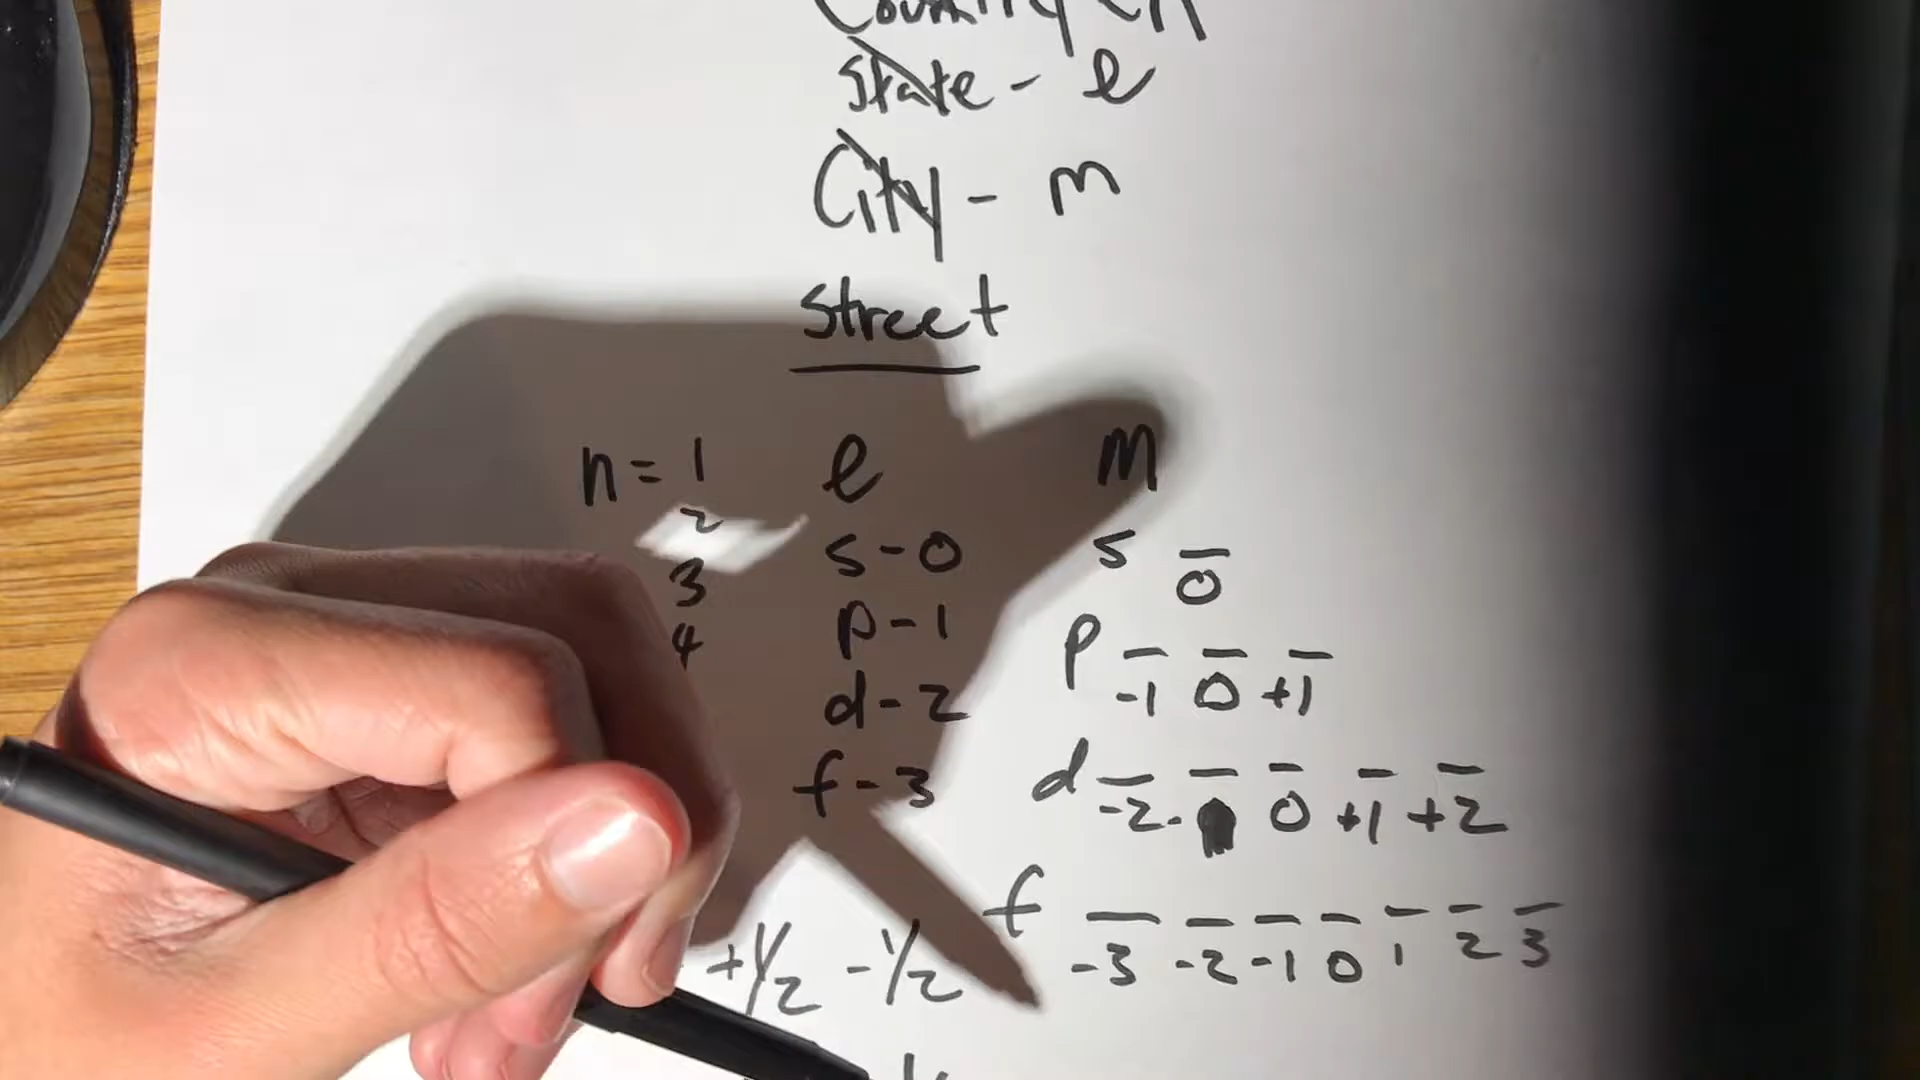 Country - n
State - l
City - m
Street
n = 1 l m
2
3 s - 0 s 0
4 p - 1 p -1 0 +1
d - 2 d -2 - 0 +1 +2
f - 3 f -3 -2 -1 0 1 2 3
+1/2 -1/2